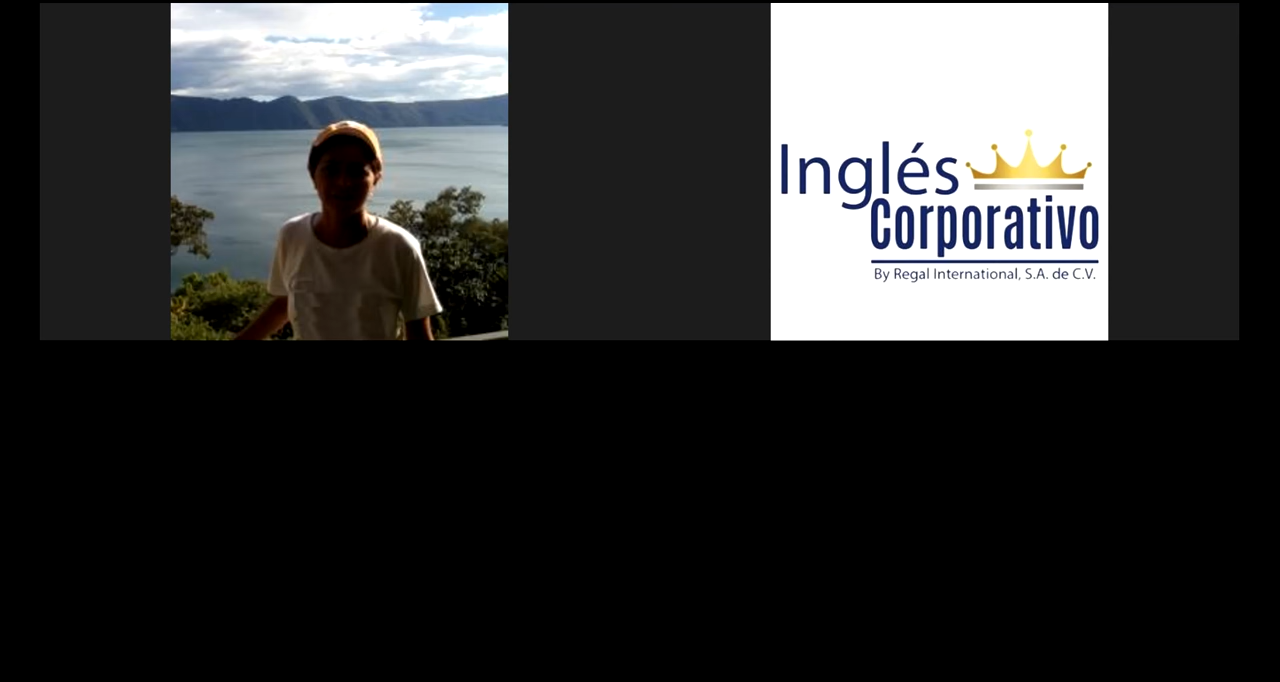 Inglés
Corporativo
By Regal International, S.A. de C.V.